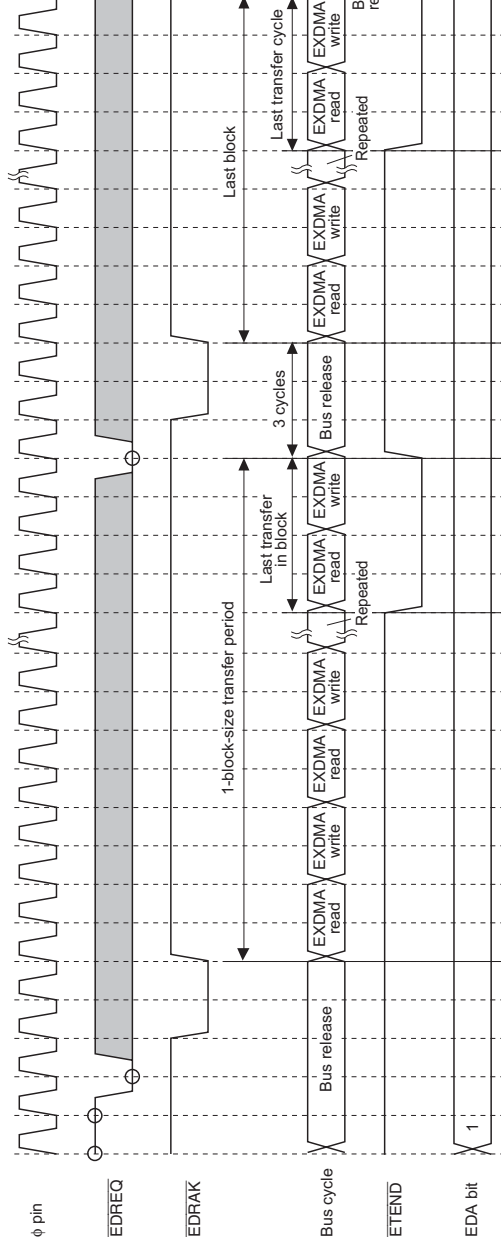 φ pin
EDREQ
EDRAK
1-block-size transfer period
Last block
Last transfer
in block
3 cycles
Last transfer cycle
Bus cycle
Bus release
EXDMA
read
EXDMA
write
EXDMA
read
EXDMA
write
Repeated
EXDMA
read
EXDMA
write
Bus release
EXDMA
read
EXDMA
write
Repeated
EXDMA
read
EXDMA
write
ETEND
EDA bit
1